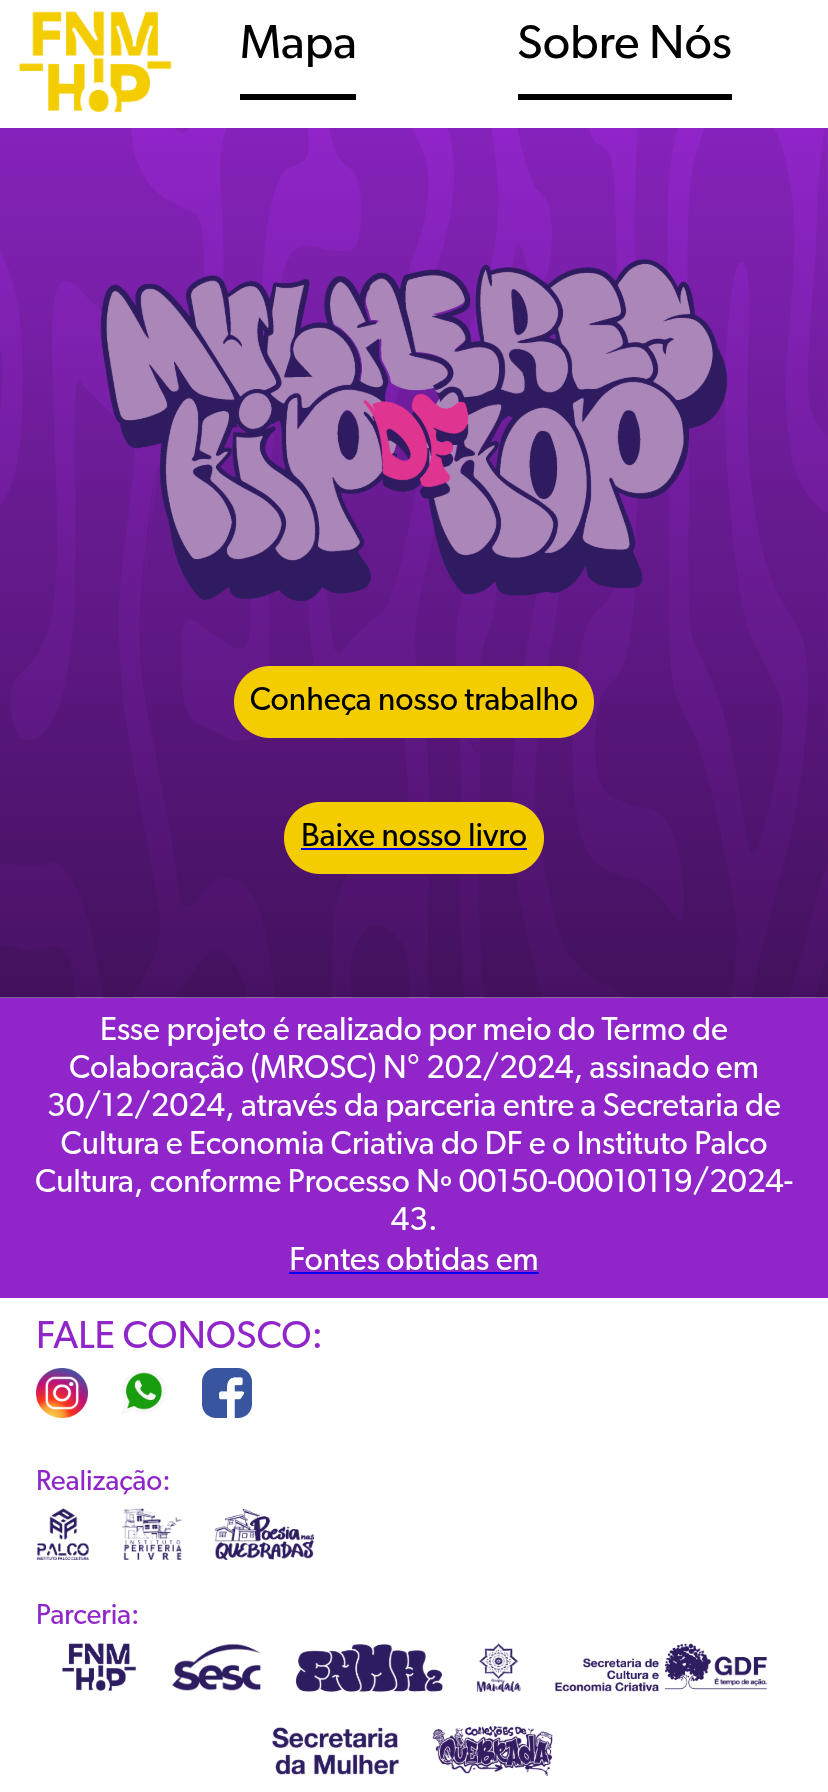 FNM
H!P
Mapa
Sobre Nós
MULHERES
HiP DF HOP
Conheça nosso trabalho
Baixe nosso livro
Esse projeto é realizado por meio do Termo de
Colaboração (MROSC) N° 202/2024, assinado em
30/12/2024, através da parceria entre a Secretaria de
Cultura e Economia Criativa do DF e o Instituto Palco
Cultura, conforme Processo Nº 00150-00010119/2024-
43.
Fontes obtidas em
FALE CONOSCO:
Realização:
PALCO
INSTITUTO PALCO CULTURA
INSTITUTO
PERIFERIA
LIVRE
Poesia nas
QUEBRADAS
Parceria:
FNM
H!P
Sesc
FNMH2
Mandala
Secretaria de
Cultura e
Economia Criativa
GDF
É tempo de ação.
Secretaria
da Mulher
CONEXÕES DE
QUEBRADA